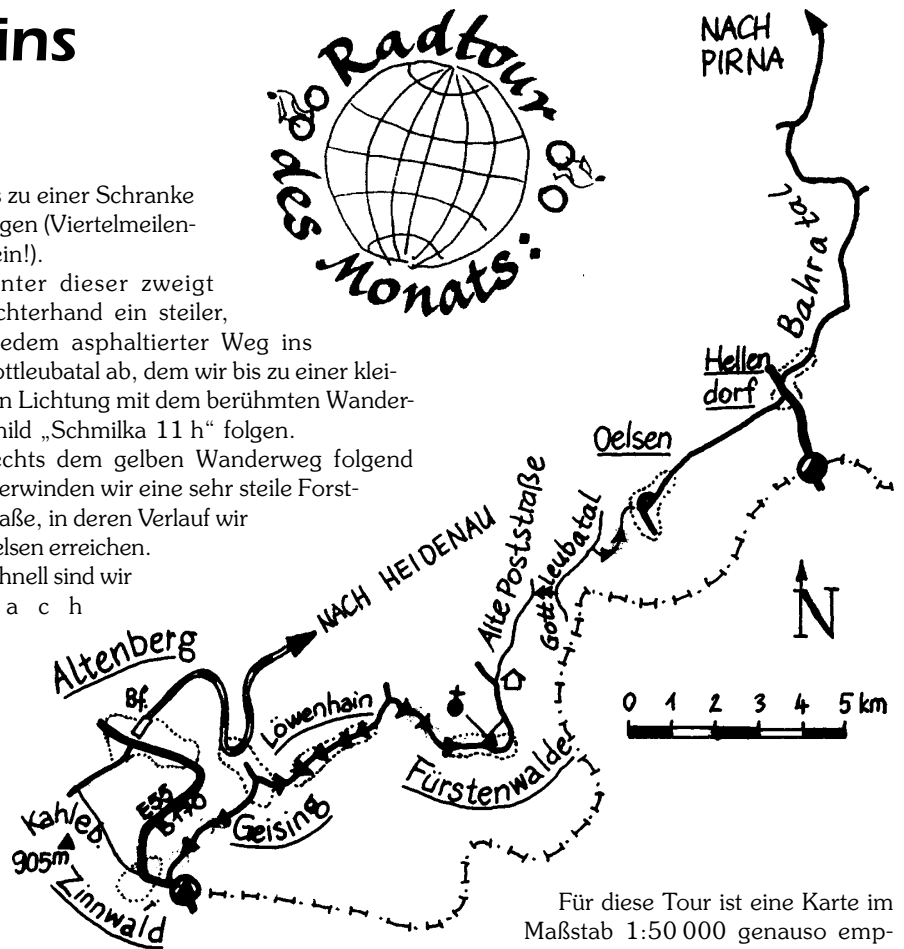 ins
Radtour
des Monats:
s zu einer Schranke
gen (Viertelmeilen-
ein!).
nter dieser zweigt
chterhand ein steiler,
edem asphaltierter Weg ins
ottleubatal ab, dem wir bis zu einer klei-
n Lichtung mit dem berühmten Wander-
hild „Schmilka 11 h“ folgen.
echts dem gelben Wanderweg folgend
erwinden wir eine sehr steile Forst-
aße, in deren Verlauf wir
elsen erreichen.
hnell sind wir
a c h
NACH
PIRNA
Bahratal
Hellen
dorf
Oelsen
Gottleubatal
Alte Poststraße
NACH HEIDENAU
Altenberg
Bf.
Löwenhain
Fürstenwalde
Geising
E55
B170
Kahleb.
905m
Zinnwald
N
0 1 2 3 4 5 km
Für diese Tour ist eine Karte im
Maßstab 1:50 000 genauso emp-